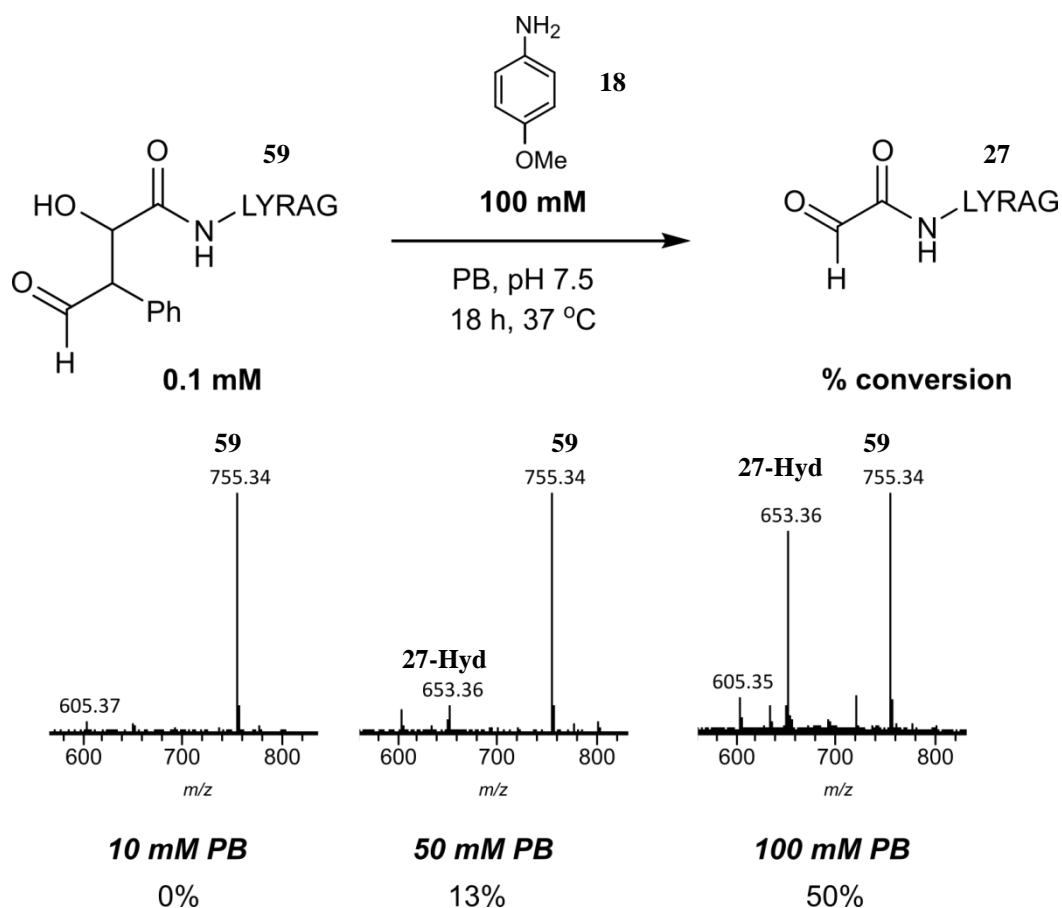 NH2
18
OMe
100 mM
PB, pH 7.5
18 h, 37 °C
O
59
HO
N
H
LYRAG
O
H
Ph
0.1 mM
O
27
O
N
H
LYRAG
H
% conversion
59
755.34
605.37
600
700
800
m/z
10 mM PB
0%
59
755.34
27-Hyd
653.36
600
700
800
m/z
50 mM PB
13%
59
27-Hyd
755.34
653.36
605.35
600
700
800
m/z
100 mM PB
50%